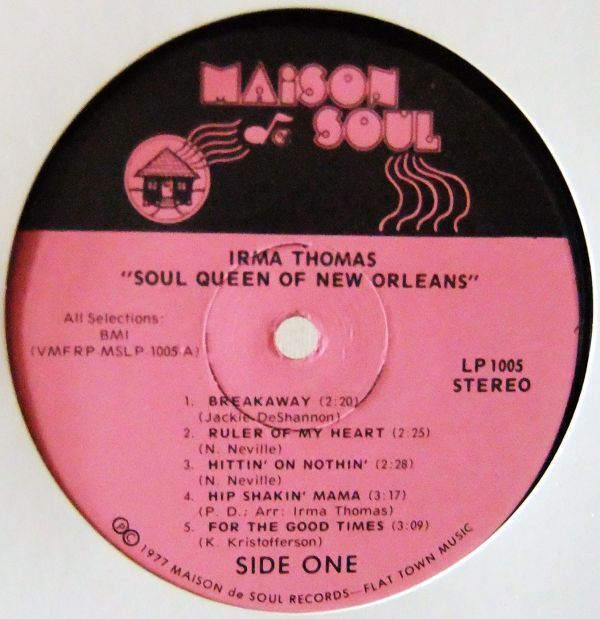 MAiSON
de SOUL
IRMA THOMAS
"SOUL QUEEN OF NEW ORLEANS"
All Selections:
BMI
(VMFRP-MSLP-1005-A)
LP 1005
STEREO
1. BREAKAWAY (2:20)
(Jackie DeShannon)
2. RULER OF MY HEART (2:25)
(N. Neville)
3. HITTIN' ON NOTHIN' (2:28)
(N. Neville)
4. HIP SHAKIN' MAMA (3:17)
(P. D.; Arr: Irma Thomas)
5. FOR THE GOOD TIMES (3:09)
(K. Kristofferson)
SIDE ONE
℗© 1977 MAISON de SOUL RECORDS—FLAT TOWN MUSIC